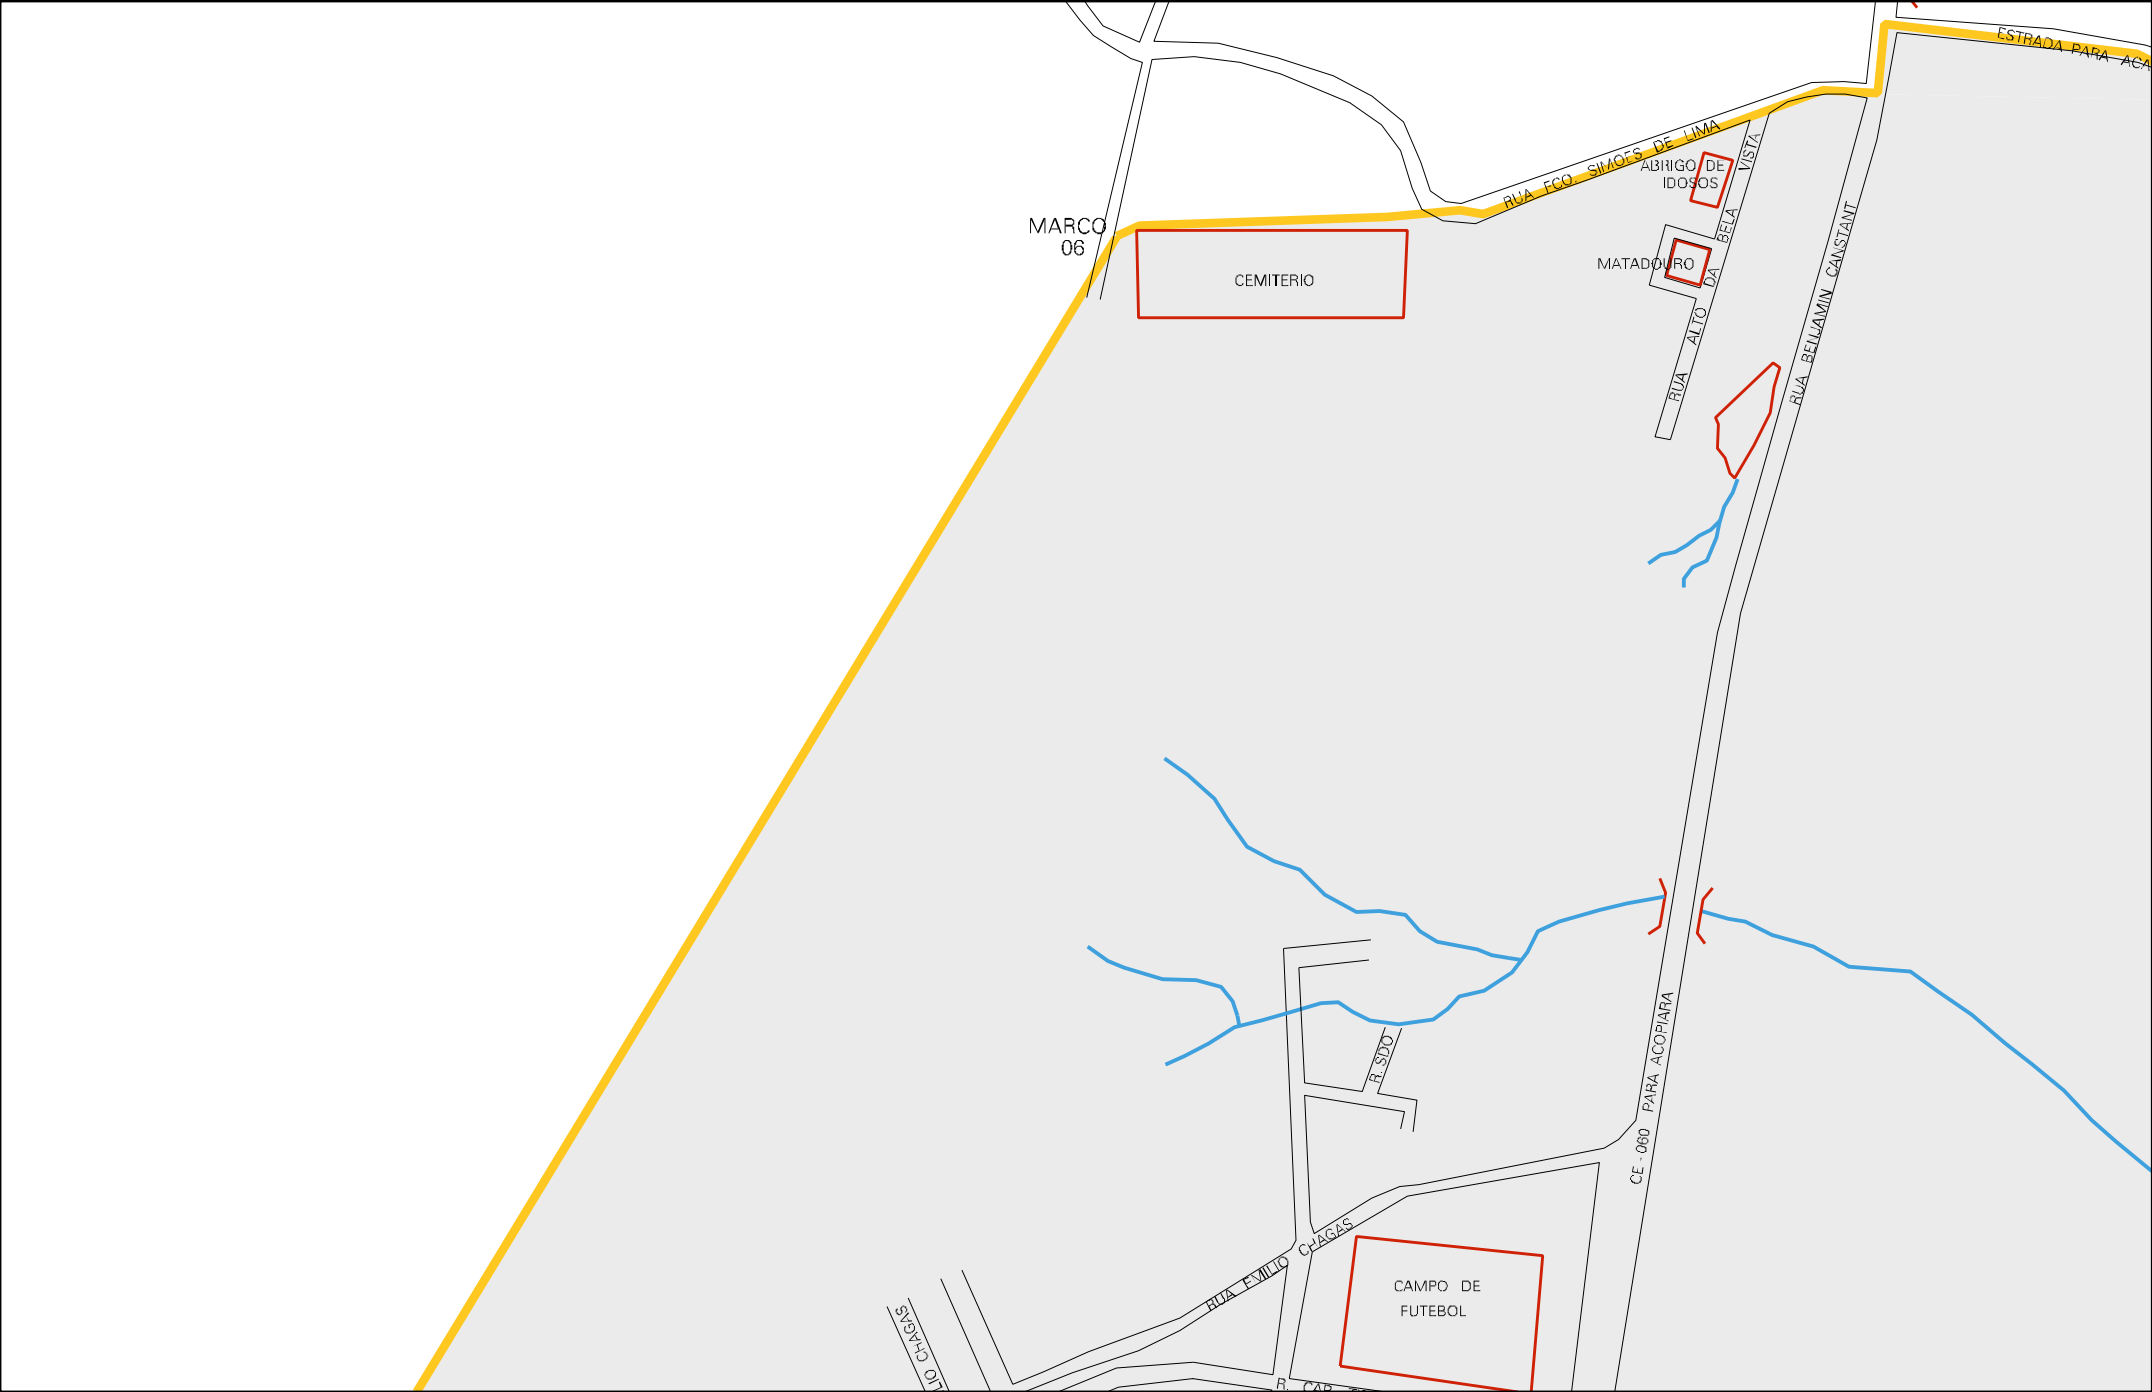 ESTRADA PARA ACA
RUA FCO. SIMOES DE LIMA
ABRIGO DE
IDOSOS
RUA ALTO DA BELA VISTA
MARCO
06
CEMITERIO
MATADOURO
RUA BENJAMIN CANSTANT
CE - 060 PARA ACOPIARA
R. SDO
RUA EMILIO CHAGAS
CAMPO DE
FUTEBOL
LIO CHAGAS
R. CAP